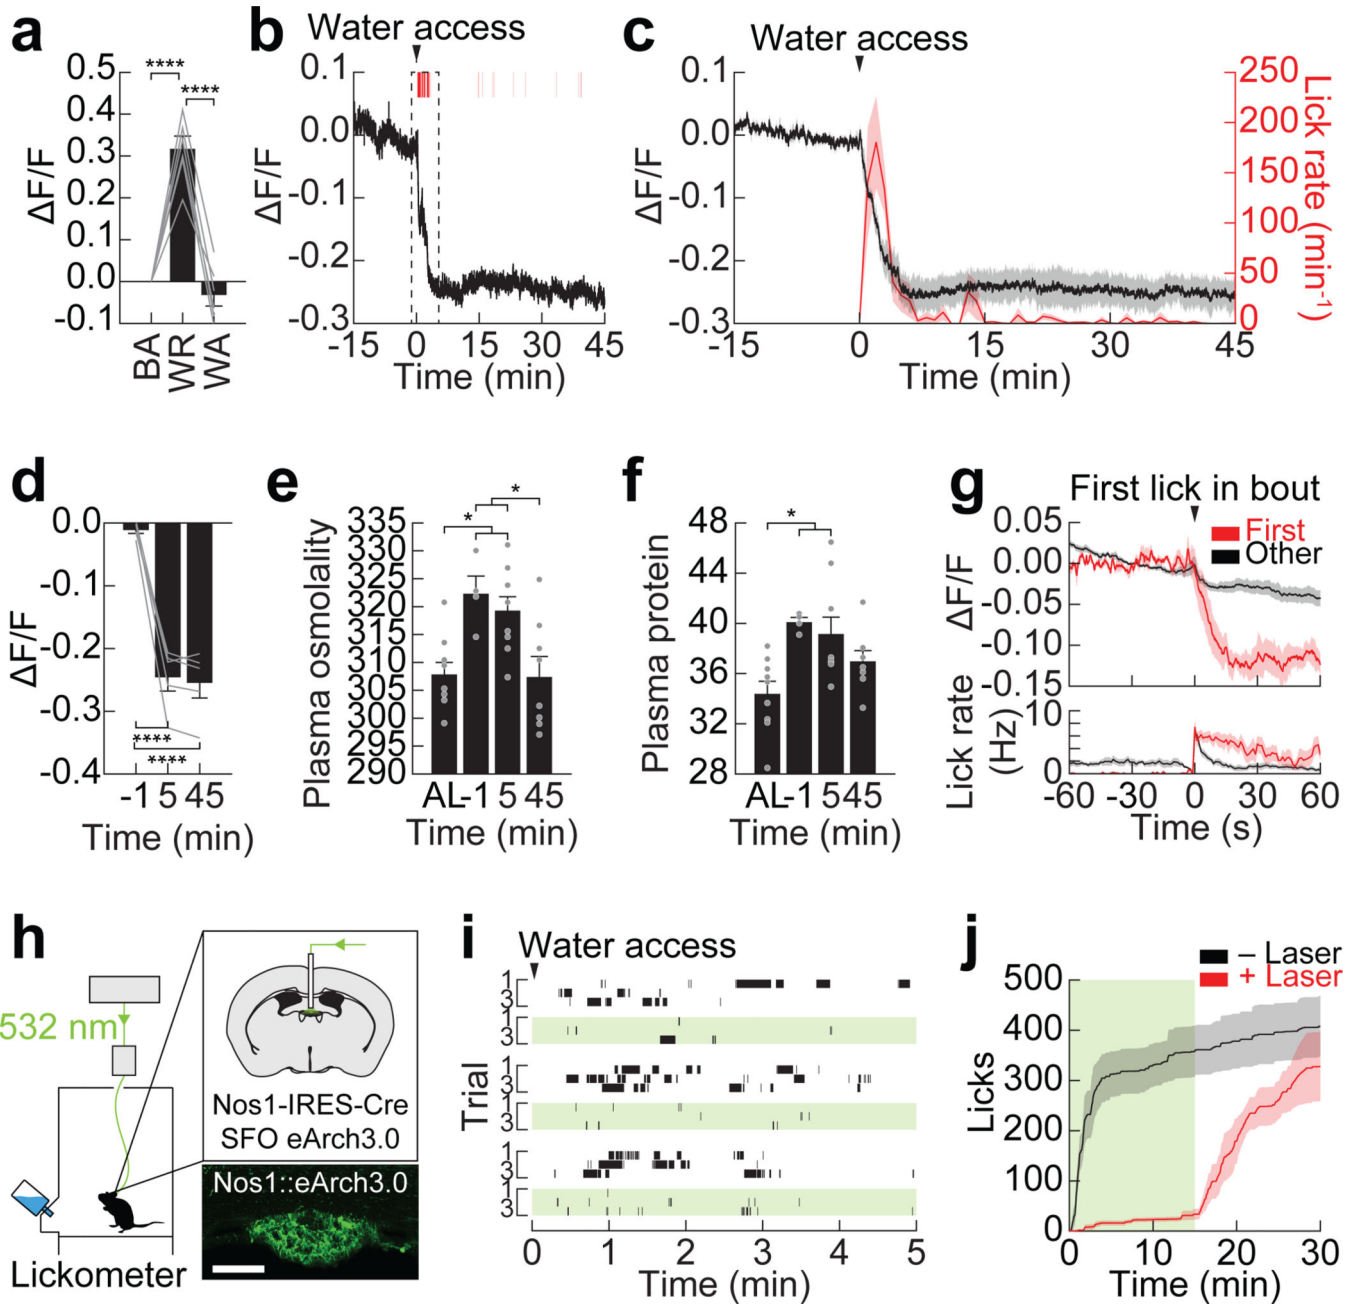 a
****
****
0.5
0.4
0.3
0.2
0.1
0.0
-0.1
ΔF/F
BA
WR
WA
b
Water access
0.1
0.0
-0.1
-0.2
-0.3
ΔF/F
-15
0
15
30
45
Time (min)
c
Water access
0.1
0.0
-0.1
-0.2
-0.3
ΔF/F
250
200
150
100
50
0
Lick rate (min-1)
-15
0
15
30
45
Time (min)
d
0.0
-0.1
-0.2
-0.3
-0.4
ΔF/F
****
****
-1 5 45
Time (min)
e
*
*
335
330
325
320
315
310
305
300
295
290
Plasma osmolality
AL-1 5 45
Time (min)
f
*
48
44
40
36
32
28
Plasma protein
AL-1 5 45
Time (min)
g
First lick in bout
First
Other
0.05
0.00
-0.05
-0.10
-0.15
ΔF/F
10
0
Lick rate
(Hz)
-60
-30
0
30
60
Time (s)
h
532 nm
Nos1-IRES-Cre
SFO eArch3.0
Nos1::eArch3.0
Lickometer
i
Water access
Trial
1
3
1
3
1
3
1
3
1
3
1
3
0
1
2
3
4
5
Time (min)
j
– Laser
+ Laser
500
400
300
200
100
0
Licks
0
10
20
30
Time (min)